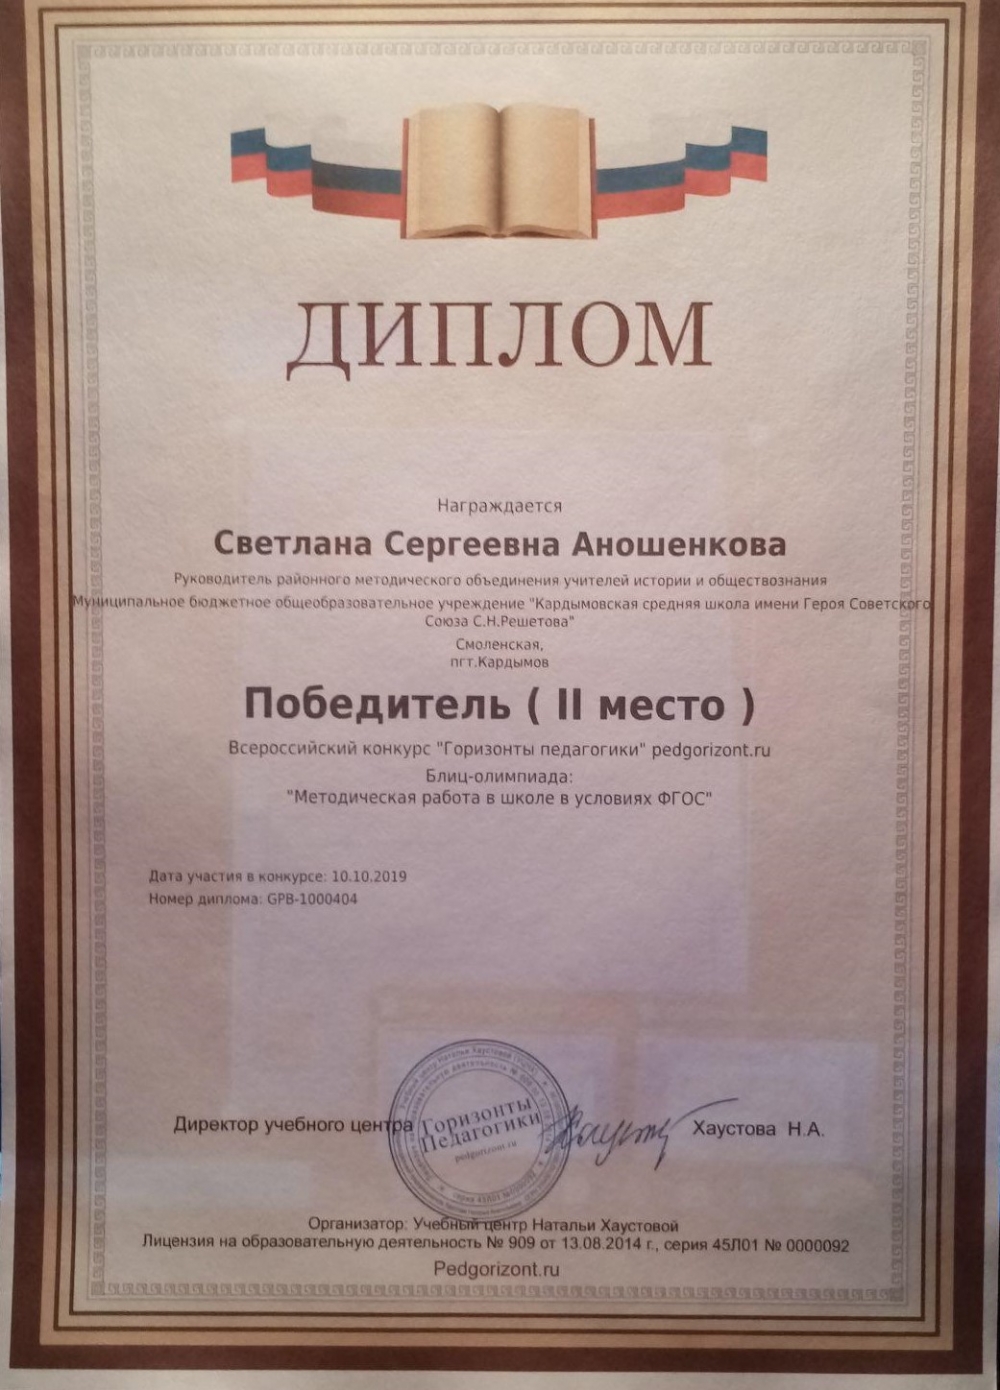 ДИПЛОМ
Награждается
Светлана Сергеевна Аношенкова
Руководитель районного методического объединения учителей истории и обществознания
Муниципальное бюджетное общеобразовательное учреждение "Кардымовская средняя школа имени Героя Советского
Союза С.Н.Решетова"
Смоленская,
пгт.Кардымов
Победитель ( II место )
Всероссийский конкурс "Горизонты педагогики" pedgorizont.ru
Блиц-олимпиада:
"Методическая работа в школе в условиях ФГОС"
Дата участия в конкурсе: 10.10.2019
Номер диплома: GPB-1000404
Директор учебного центра
Горизонты
Педагогики
pedgorizont.ru
Хаустова Н.А.
Организатор: Учебный центр Натальи Хаустовой
Лицензия на образовательную деятельность № 909 от 13.08.2014 г., серия 45Л01 № 0000092
Pedgorizont.ru